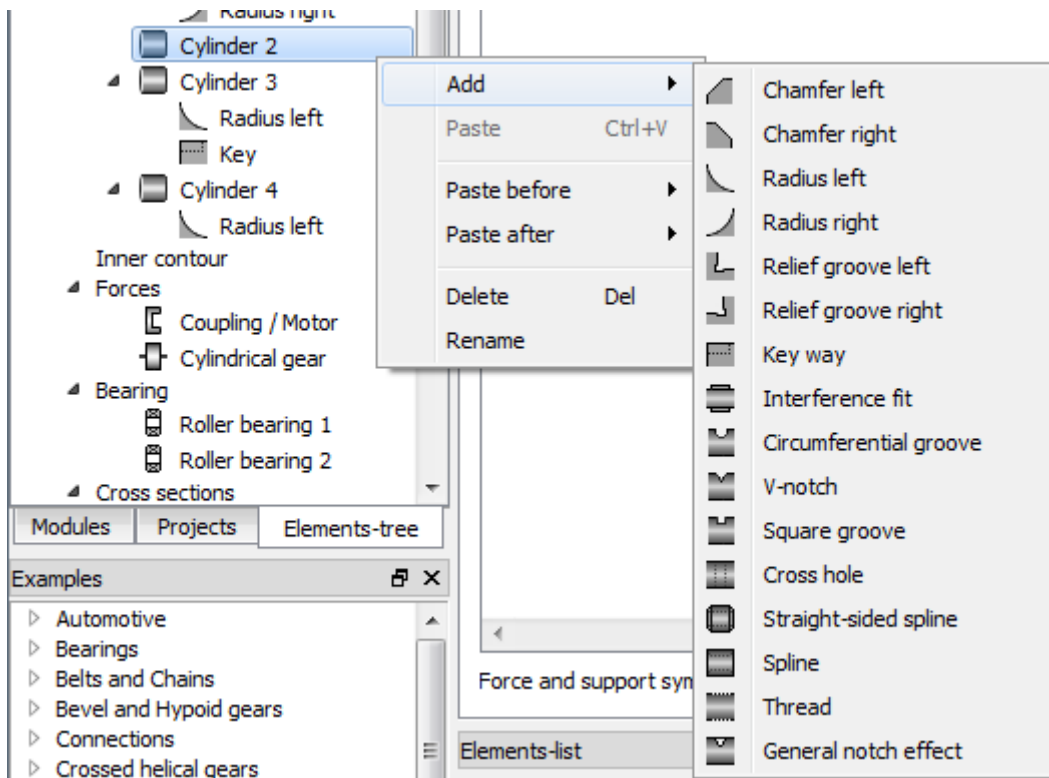 Radius right
Cylinder 2
Cylinder 3
Radius left
Key
Cylinder 4
Radius left
Inner contour
Forces
Coupling / Motor
Cylindrical gear
Bearing
Roller bearing 1
Roller bearing 2
Cross sections
Modules Projects Elements-tree
Examples
Automotive
Bearings
Belts and Chains
Bevel and Hypoid gears
Connections
Crossed helical gears
Add
Paste Ctrl+V
Paste before
Paste after
Delete Del
Rename
Chamfer left
Chamfer right
Radius left
Radius right
Relief groove left
Relief groove right
Key way
Interference fit
Circumferential groove
V-notch
Square groove
Cross hole
Straight-sided spline
Spline
Thread
General notch effect
Force and support sym
Elements-list